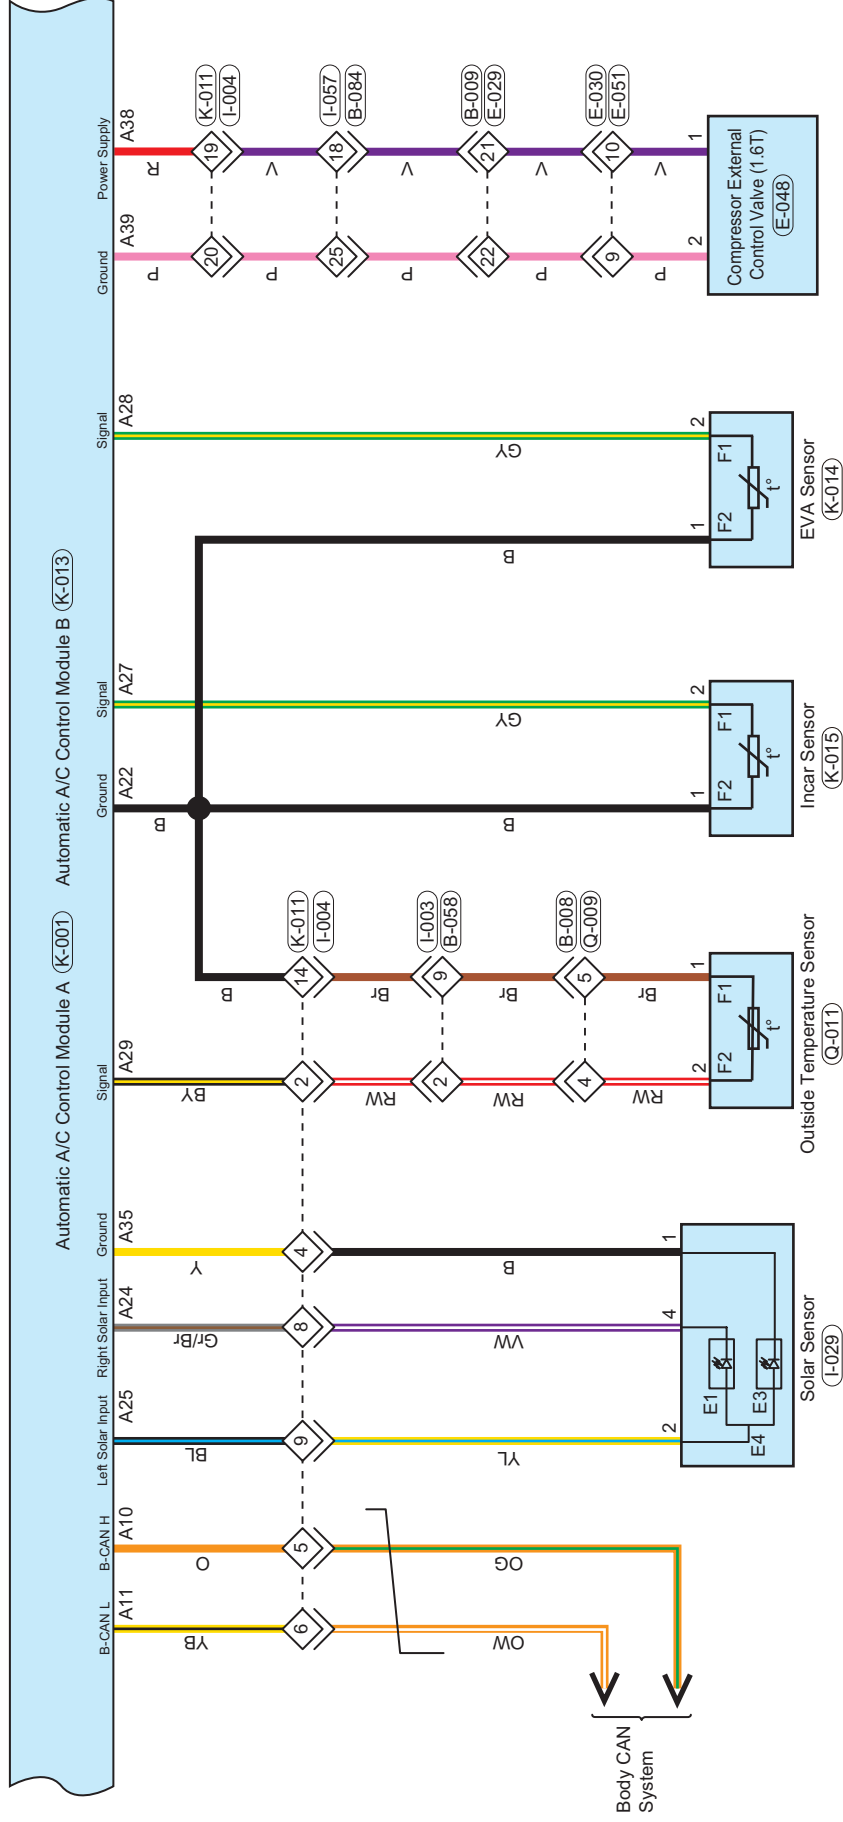 Automatic A/C Control Module A K-001
Automatic A/C Control Module B K-013
B-CAN L
B-CAN H
Left Solar Input
Right Solar Input
Ground
Signal
Ground
Signal
Signal
Ground
Power Supply
A11
A10
A25
A24
A35
A29
A22
A27
A28
A39
A38
YB
O
BL
Gr/Br
Y
BY
B
B
P
R
6
5
9
8
4
2
14
K-011
I-004
20
19
K-011
I-004
P
V
25
18
I-057
B-084
OW
OG
YL
VW
B
RW
Br
2
9
I-003
B-058
P
V
RW
Br
B
GY
B
GY
22
21
B-009
E-029
P
V
4
5
B-008
Q-009
9
10
E-030
E-051
RW
Br
P
V
2
4
1
2
1
1
2
1
2
2
1
Body CAN
System
E4
E1
E3
Solar Sensor
I-029
F2
F1
t°
Outside Temperature Sensor
Q-011
F2
F1
t°
Incar Sensor
K-015
F2
F1
t°
EVA Sensor
K-014
Compressor External
Control Valve (1.6T)
E-048